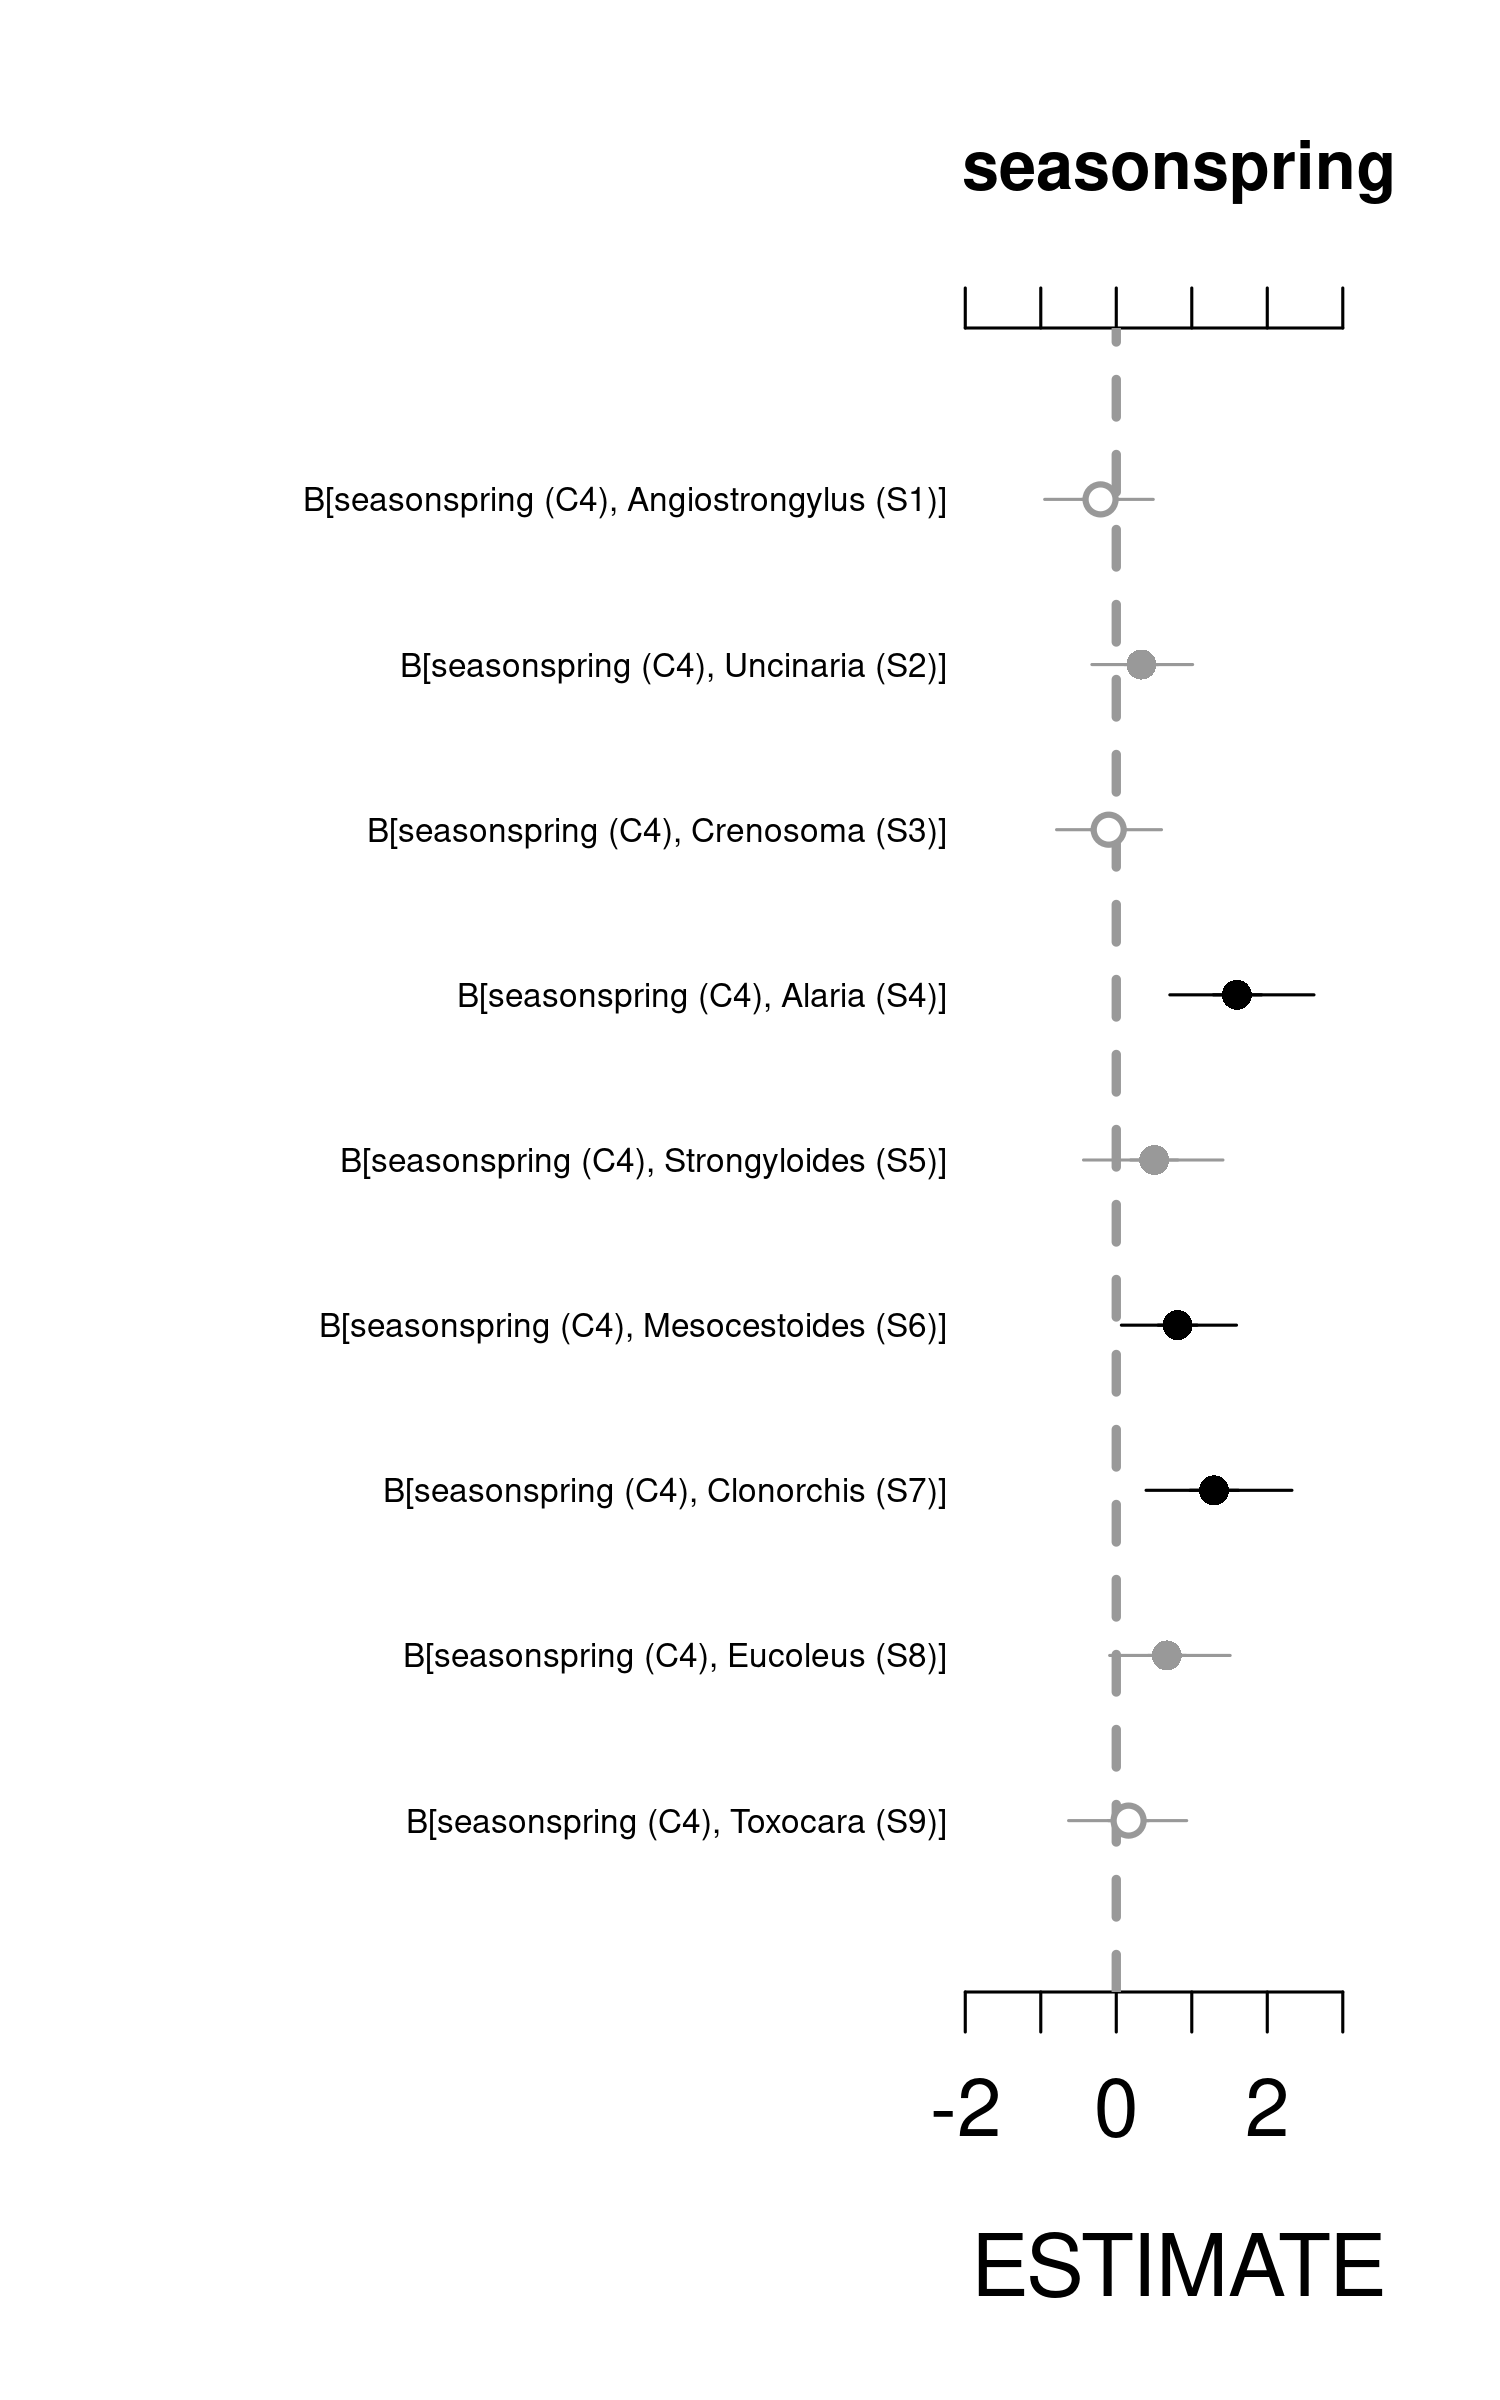 seasonspring
B[seasonspring (C4), Angiostrongylus (S1)]
B[seasonspring (C4), Uncinaria (S2)]
B[seasonspring (C4), Crenosoma (S3)]
B[seasonspring (C4), Alaria (S4)]
B[seasonspring (C4), Strongyloides (S5)]
B[seasonspring (C4), Mesocestoides (S6)]
B[seasonspring (C4), Clonorchis (S7)]
B[seasonspring (C4), Eucoleus (S8)]
B[seasonspring (C4), Toxocara (S9)]
-2 0 2
ESTIMATE